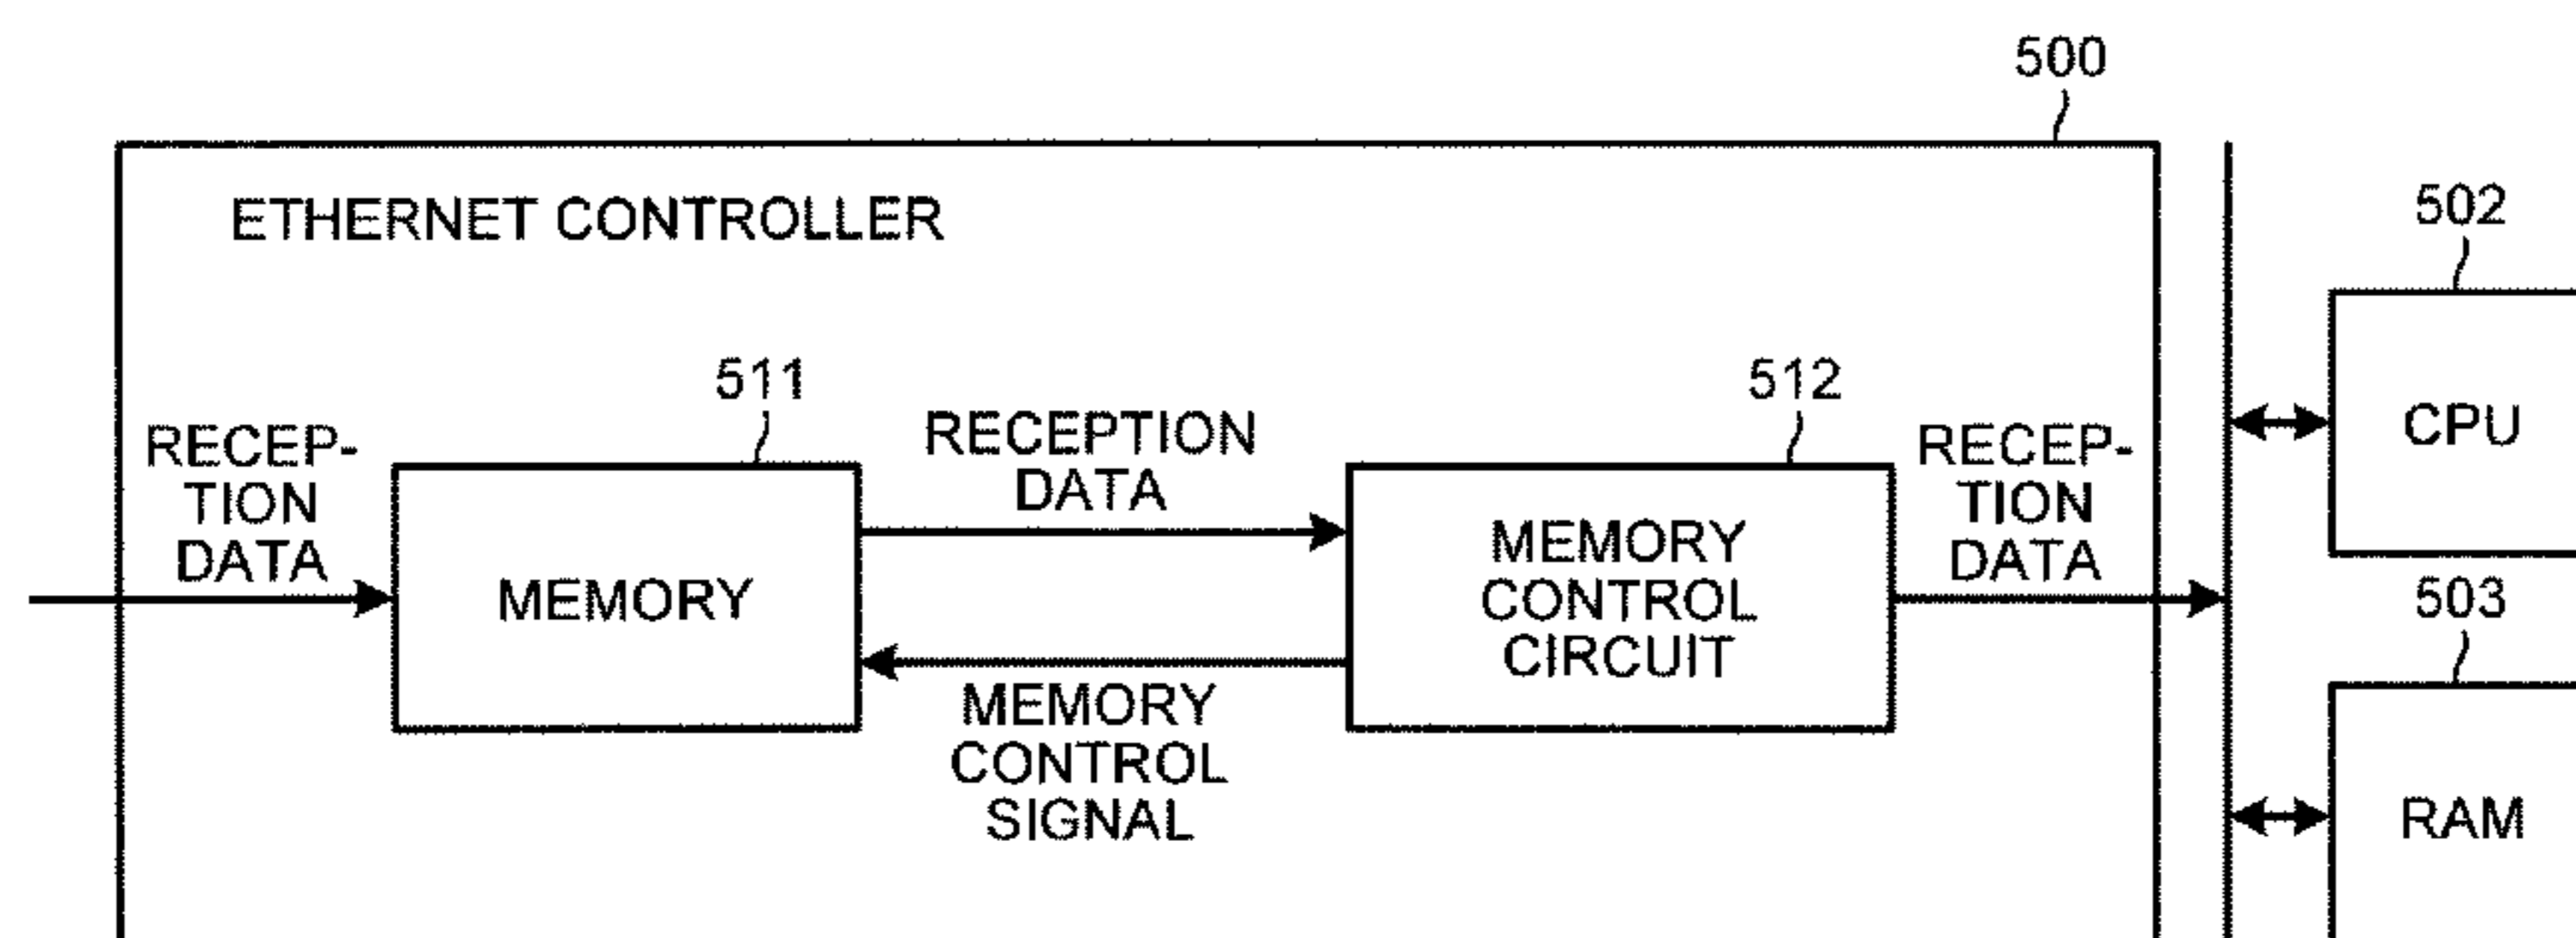 500
ETHERNET CONTROLLER
502
511
512
RECEP-
TION
DATA
RECEPTION
DATA
RECEP-
TION
DATA
CPU
MEMORY
MEMORY
CONTROL
CIRCUIT
503
MEMORY
CONTROL
SIGNAL
RAM